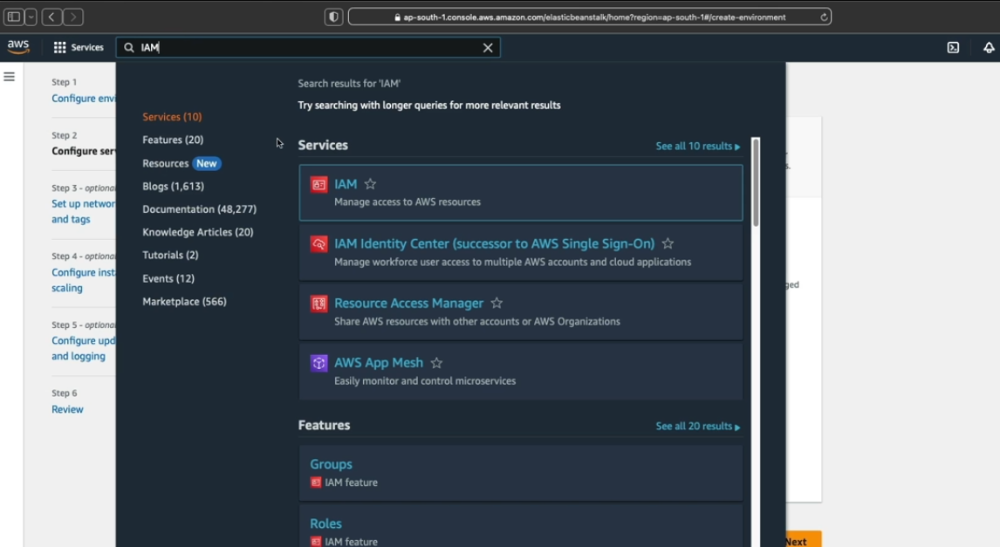 ap-south-1.console.aws.amazon.com/elasticbeanstalk/home?region=ap-south-1#/create-environment
aws
Services
IAM
Step 1
Configure envi
Step 2
Configure ser
Step 3 - optiona
Set up networ
and tags
Step 4 - optiona
Configure inst
scaling
Step 5 - optiona
Configure upd
and logging
Step 6
Review
Services (10)
Features (20)
Resources New
Blogs (1,613)
Documentation (48,277)
Knowledge Articles (20)
Tutorials (2)
Events (12)
Marketplace (566)
Search results for 'IAM'
Try searching with longer queries for more relevant results
Services
See all 10 results
IAM
Manage access to AWS resources
IAM Identity Center (successor to AWS Single Sign-On)
Manage workforce user access to multiple AWS accounts and cloud applications
Resource Access Manager
Share AWS resources with other accounts or AWS Organizations
AWS App Mesh
Easily monitor and control microservices
Features
See all 20 results
Groups
IAM feature
Roles
IAM feature
ged
Next